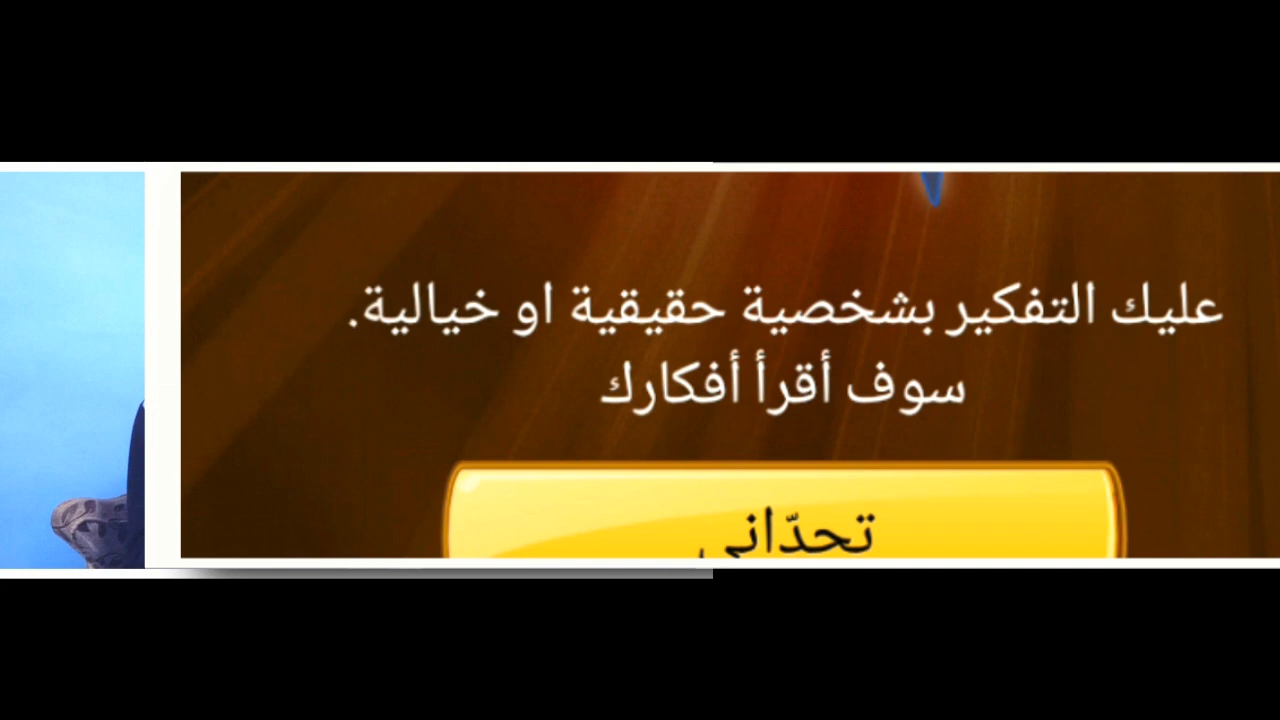 عليك التفكير بشخصية حقيقية او خيالية.
سوف أقرأ أفكارك
تحدّاني